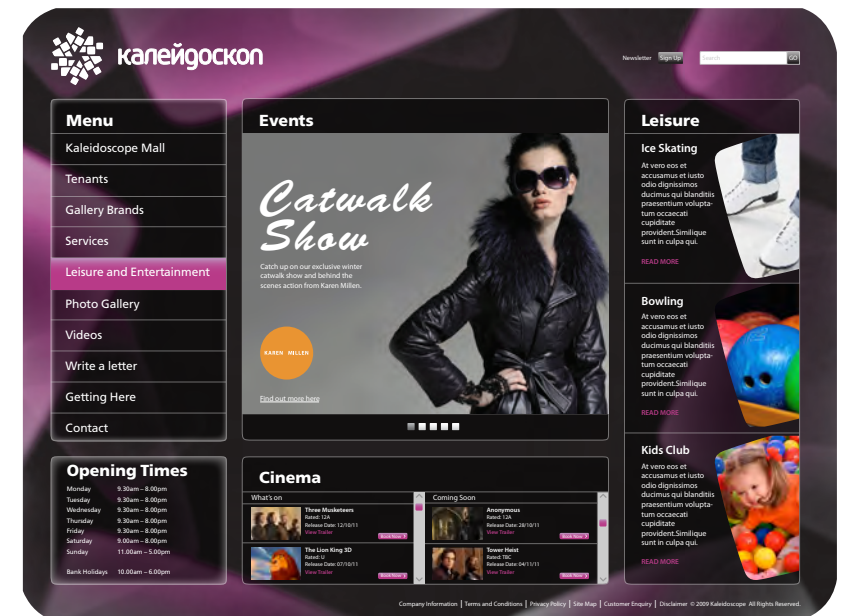 калейдоскоп
Newsletter Sign Up Search GO
Menu
Kaleidoscope Mall
Tenants
Gallery Brands
Services
Leisure and Entertainment
Photo Gallery
Videos
Write a letter
Getting Here
Contact
Opening Times
Monday 9.30am – 8.00pm
Tuesday 9.30am – 8.00pm
Wednesday 9.30am – 8.00pm
Thursday 9.30am – 8.00pm
Friday 9.30am – 8.00pm
Saturday 9.00am – 8.00pm
Sunday 11.00am – 5.00pm
Bank Holidays 10.00am – 6.00pm
Events
Catwalk
Show
Catch up on our exclusive winter
catwalk show and behind the
scenes action from Karen Millen.
KAREN MILLEN
Find out more here
Cinema
What's on
Three Musketeers
Rated: 12A
Release Date: 12/10/11
View Trailer
Book Now
The Lion King 3D
Rated: U
Release Date: 07/10/11
View Trailer
Book Now
Coming Soon
Anonymous
Rated: 12A
Release Date: 28/10/11
View Trailer
Book Now
Tower Heist
Rated: TBC
Release Date: 04/11/11
View Trailer
Book Now
Leisure
Ice Skating
At vero eos et
accusamus et iusto
odio dignissimos
ducimus qui blanditiis
praesentium volupta-
tum occaecati
cupiditate
provident.Similique
sunt in culpa qui.
READ MORE
Bowling
At vero eos et
accusamus et iusto
odio dignissimos
ducimus qui blanditiis
praesentium volupta-
tum occaecati
cupiditate
provident.Similique
sunt in culpa qui.
READ MORE
Kids Club
At vero eos et
accusamus et iusto
odio dignissimos
ducimus qui blanditiis
praesentium volupta-
tum occaecati
cupiditate
provident.Similique
sunt in culpa qui.
READ MORE
Company Information | Terms and Conditions | Privacy Policy | Site Map | Customer Enquiry | Disclaimer © 2009 Kaleidoscope All Rights Reserved.